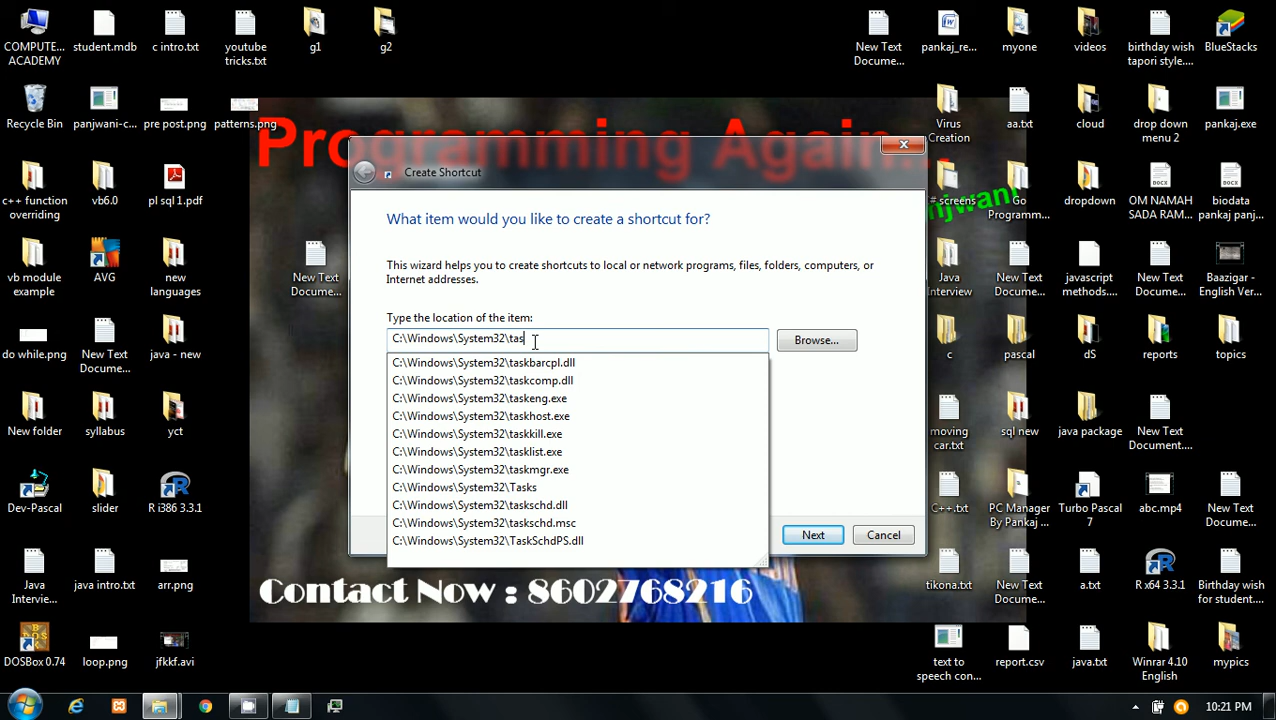 COMPUTE...
ACADEMY
student.mdb
c intro.txt
youtube
tricks.txt
g1
g2
New Text
Docume...
pankaj_re...
myone
videos
birthday wish
tapori style....
BlueStacks
Recycle Bin
panjwani-c...
pre post.png
patterns.png
Virus
Creation
aa.txt
cloud
drop down
menu 2
pankaj.exe
Programming Again
c++ function
overriding
vb6.0
pl sql 1.pdf
# screens
Go
Programm...
dropdown
OM NAMAH
SADA RAM...
biodata
pankaj panj...
vb module
example
AVG
new
languages
New Text
Docume...
Java
Interview
New Text
Docume...
javascript
methods....
New Text
Docume...
Baazigar -
English Ver...
Create Shortcut
What item would you like to create a shortcut for?
This wizard helps you to create shortcuts to local or network programs, files, folders, computers, or
Internet addresses.
Type the location of the item:
C:\Windows\System32\tas
Browse...
C:\Windows\System32\taskbarcpl.dll
C:\Windows\System32\taskcomp.dll
C:\Windows\System32\taskeng.exe
C:\Windows\System32\taskhost.exe
C:\Windows\System32\taskkill.exe
C:\Windows\System32\tasklist.exe
C:\Windows\System32\taskmgr.exe
C:\Windows\System32\Tasks
C:\Windows\System32\taskschd.dll
C:\Windows\System32\taskschd.msc
C:\Windows\System32\TaskSchdPS.dll
Next
Cancel
do while.png
New Text
Docume...
java - new
c
pascal
dS
reports
topics
New folder
syllabus
yct
moving
car.txt
sql new
java package
New Text
Document....
New Text
Docume...
Dev-Pascal
slider
R i386 3.3.1
C++.txt
PC Manager
By Pankaj ...
Turbo Pascal
7
abc.mp4
New Text
Docume...
Java
Intervie...
java intro.txt
arr.png
tikona.txt
New Text
Docume...
a.txt
R x64 3.3.1
Birthday wish
for student....
Contact Now : 8602768216
DOSBox 0.74
loop.png
jfkkf.avi
text to
speech con...
report.csv
java.txt
Winrar 4.10
English
mypics
10:21 PM